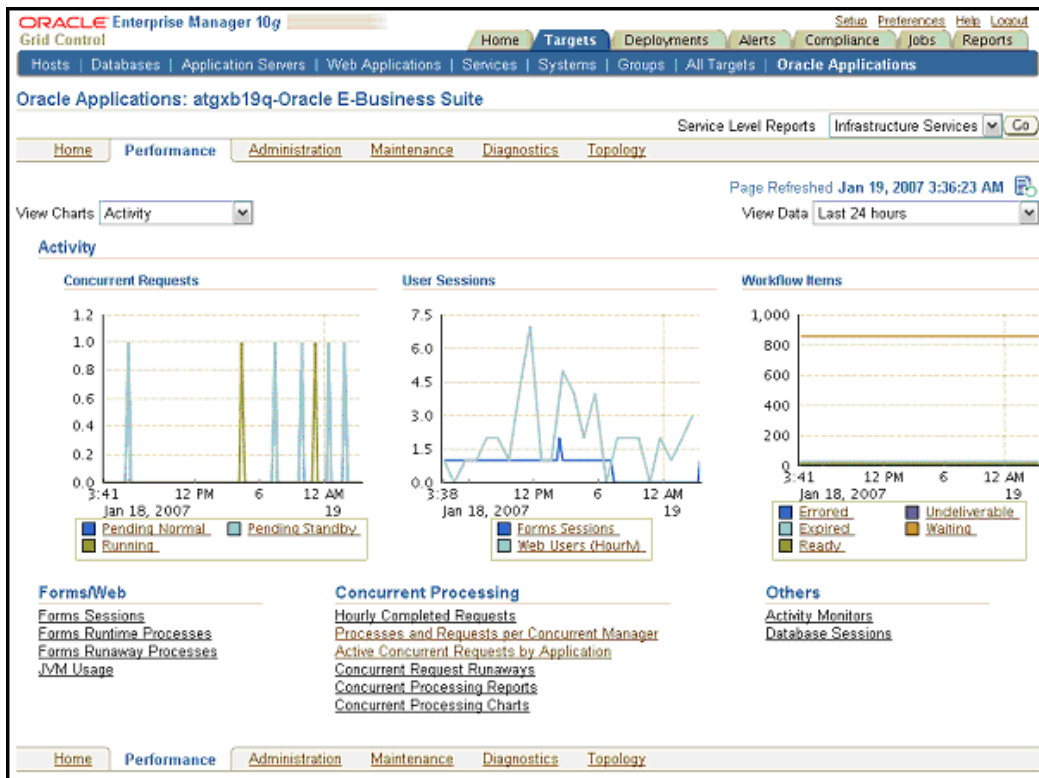 ORACLE Enterprise Manager 10g
Grid Control
Setup Preferences Help Logout
Home Targets Deployments Alerts Compliance Jobs Reports
Hosts | Databases | Application Servers | Web Applications | Services | Systems | Groups | All Targets | Oracle Applications
Oracle Applications: atgxb19q-Oracle E-Business Suite
Service Level Reports Infrastructure Services Go
Home Performance Administration Maintenance Diagnostics Topology
Page Refreshed Jan 19, 2007 3:36:23 AM
View Charts Activity
View Data Last 24 hours
Activity
Concurrent Requests
1.2
1.0
0.8
0.6
0.4
0.2
0.0
3:41 12 PM 6 12 AM
Jan 18, 2007 19
Pending Normal Pending Standby
Running
User Sessions
7.5
6.0
4.5
3.0
1.5
0.0
3:38 12 PM 6 12 AM
Jan 18, 2007 19
Forms Sessions
Web Users (Hourly)
Workflow Items
1,000
800
600
400
200
0
3:41 12 PM 6 12 AM
Jan 18, 2007 19
Errored Undeliverable
Expired Waiting
Ready
Forms/Web
Forms Sessions
Forms Runtime Processes
Forms Runaway Processes
JVM Usage
Concurrent Processing
Hourly Completed Requests
Processes and Requests per Concurrent Manager
Active Concurrent Requests by Application
Concurrent Request Runaways
Concurrent Processing Reports
Concurrent Processing Charts
Others
Activity Monitors
Database Sessions
Home Performance Administration Maintenance Diagnostics Topology